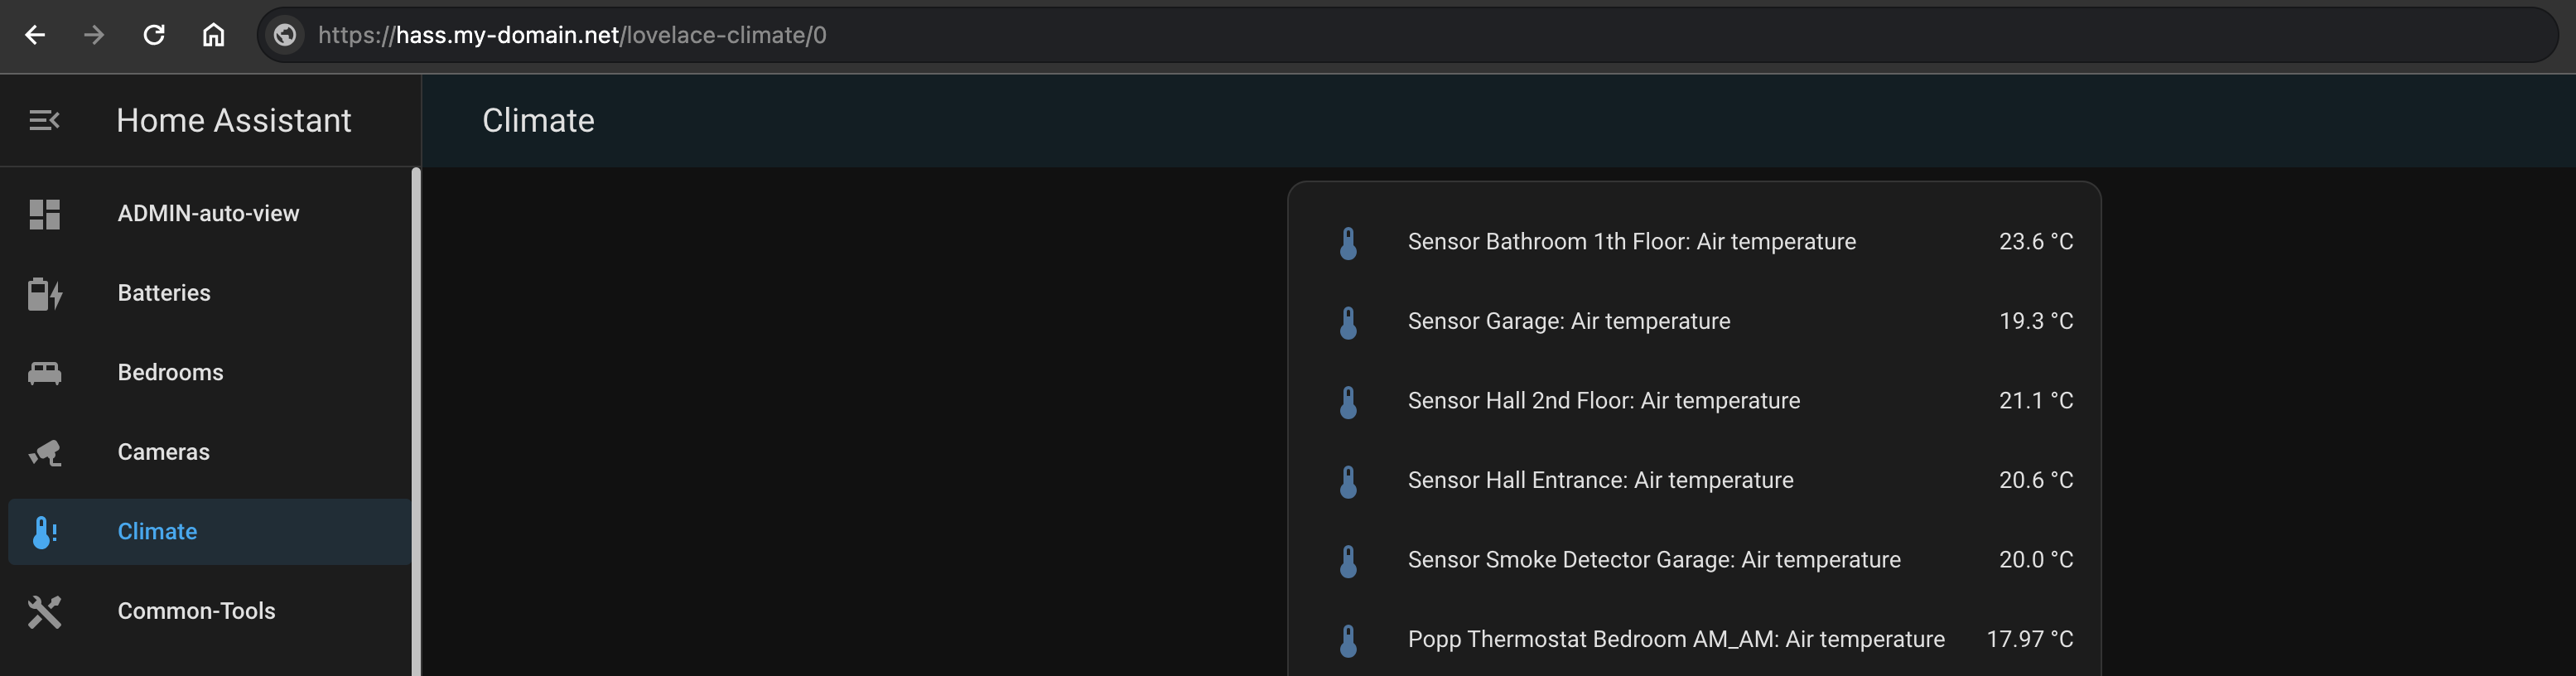 https://hass.my-domain.net/lovelace-climate/0
Home Assistant
Climate
ADMIN-auto-view
Batteries
Bedrooms
Cameras
Climate
Common-Tools
Sensor Bathroom 1th Floor: Air temperature 23.6 °C
Sensor Garage: Air temperature 19.3 °C
Sensor Hall 2nd Floor: Air temperature 21.1 °C
Sensor Hall Entrance: Air temperature 20.6 °C
Sensor Smoke Detector Garage: Air temperature 20.0 °C
Popp Thermostat Bedroom AM_AM: Air temperature 17.97 °C